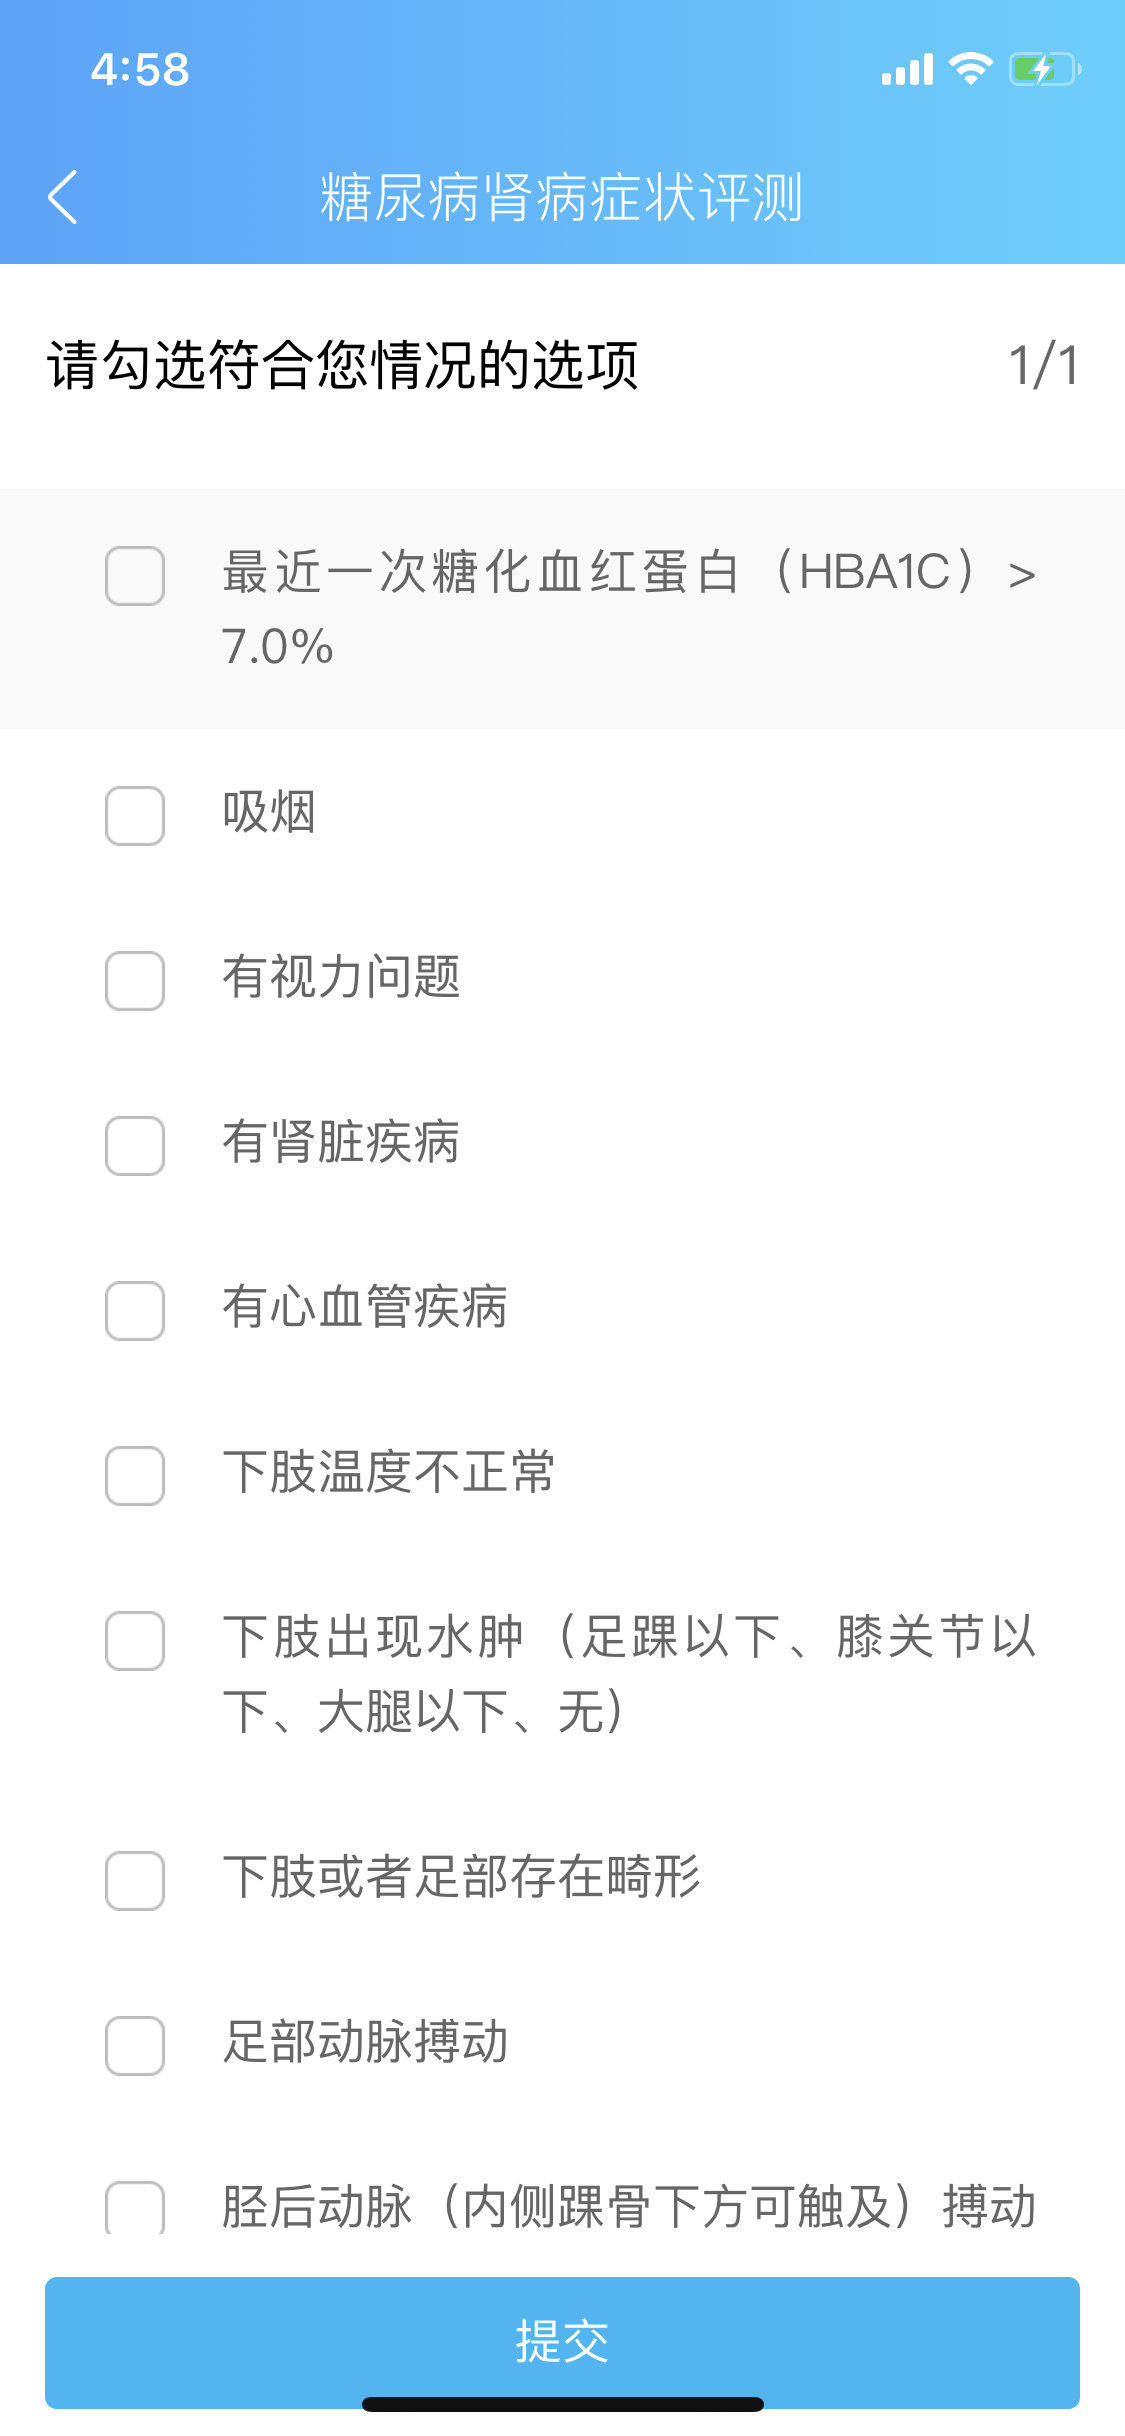 4:58
糖尿病肾病症状评测
请勾选符合您情况的选项 1/1
最近一次糖化血红蛋白（HBA1C）>
7.0%
吸烟
有视力问题
有肾脏疾病
有心血管疾病
下肢温度不正常
下肢出现水肿（足踝以下、膝关节以
下、大腿以下、无）
下肢或者足部存在畸形
足部动脉搏动
胫后动脉（内侧踝骨下方可触及）搏动
提交